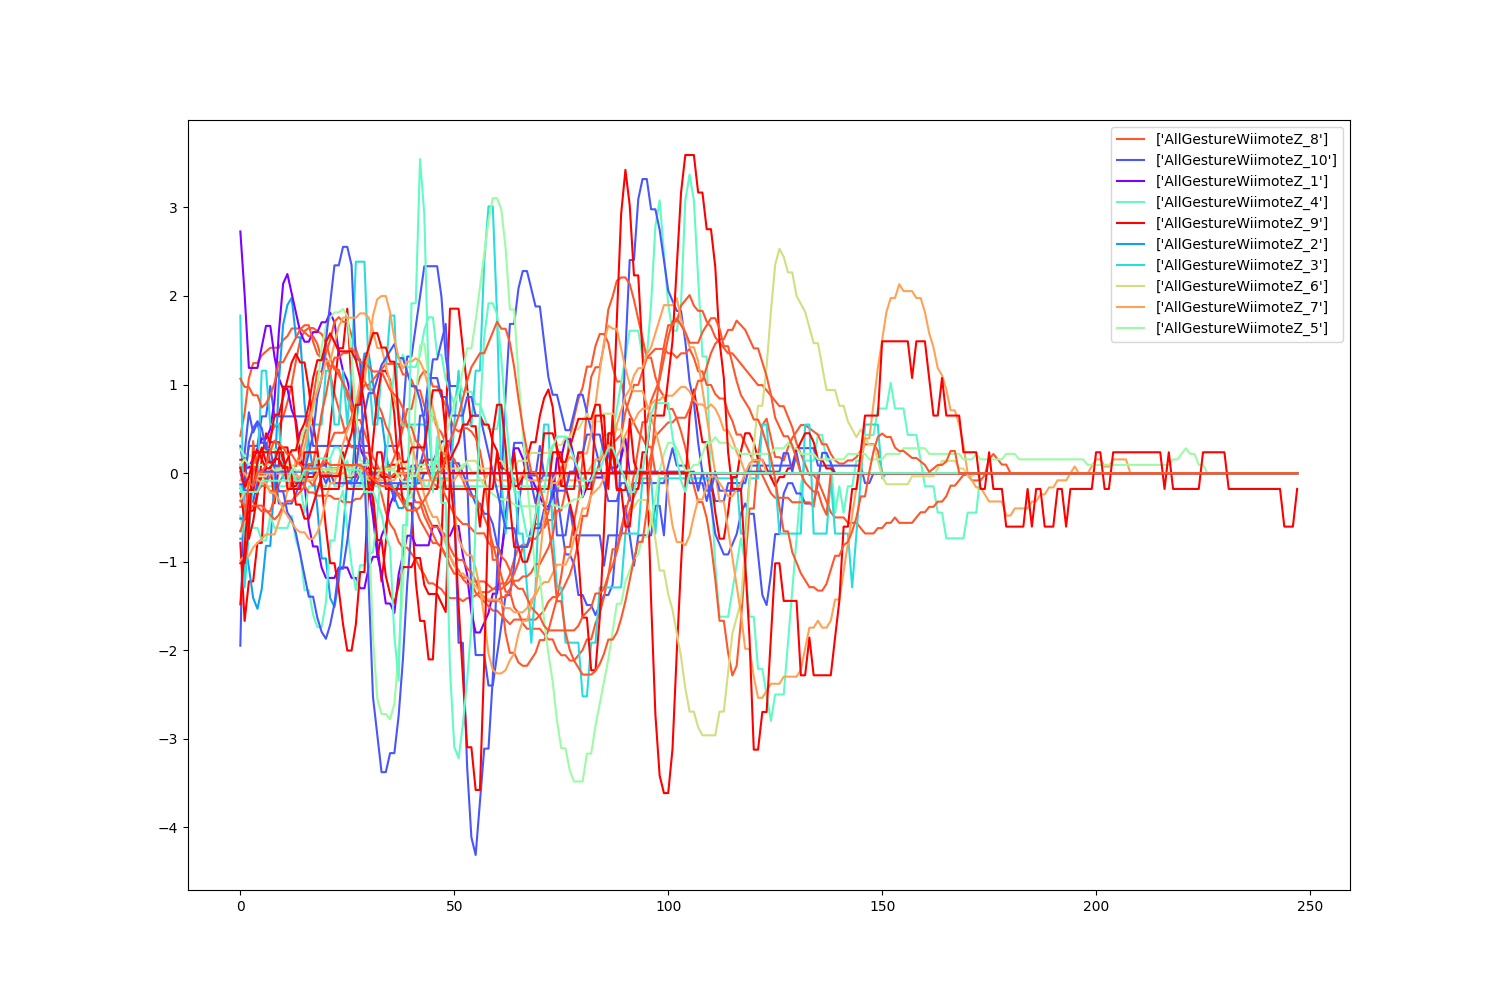 ['AllGestureWiimoteZ_8']
['AllGestureWiimoteZ_10']
['AllGestureWiimoteZ_1']
['AllGestureWiimoteZ_4']
['AllGestureWiimoteZ_9']
['AllGestureWiimoteZ_2']
['AllGestureWiimoteZ_3']
['AllGestureWiimoteZ_6']
['AllGestureWiimoteZ_7']
['AllGestureWiimoteZ_5']
3
2
1
0
−1
−2
−3
−4
0 50 100 150 200 250